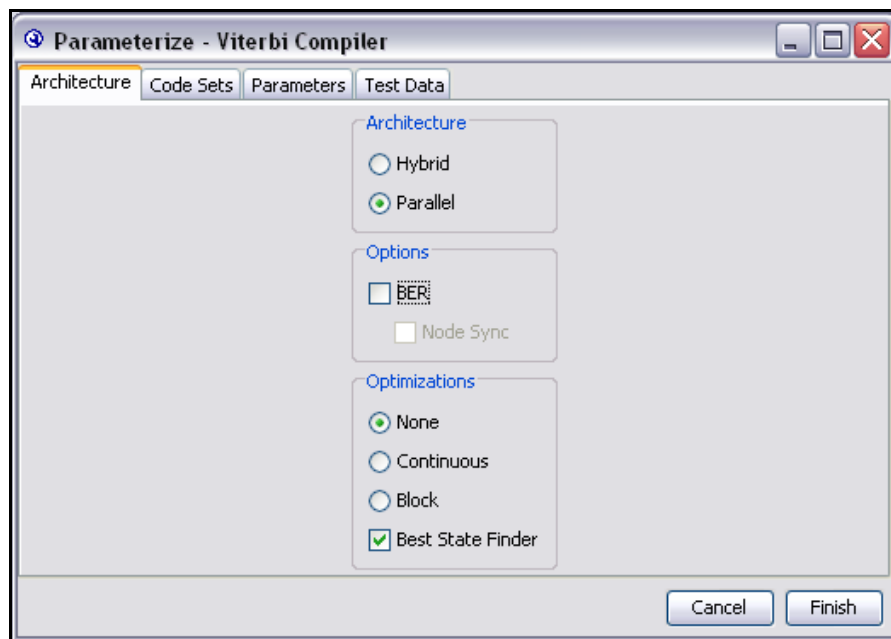 Parameterize - Viterbi Compiler
Architecture Code Sets Parameters Test Data
Architecture
Hybrid
Parallel
Options
BER
Node Sync
Optimizations
None
Continuous
Block
Best State Finder
Cancel Finish